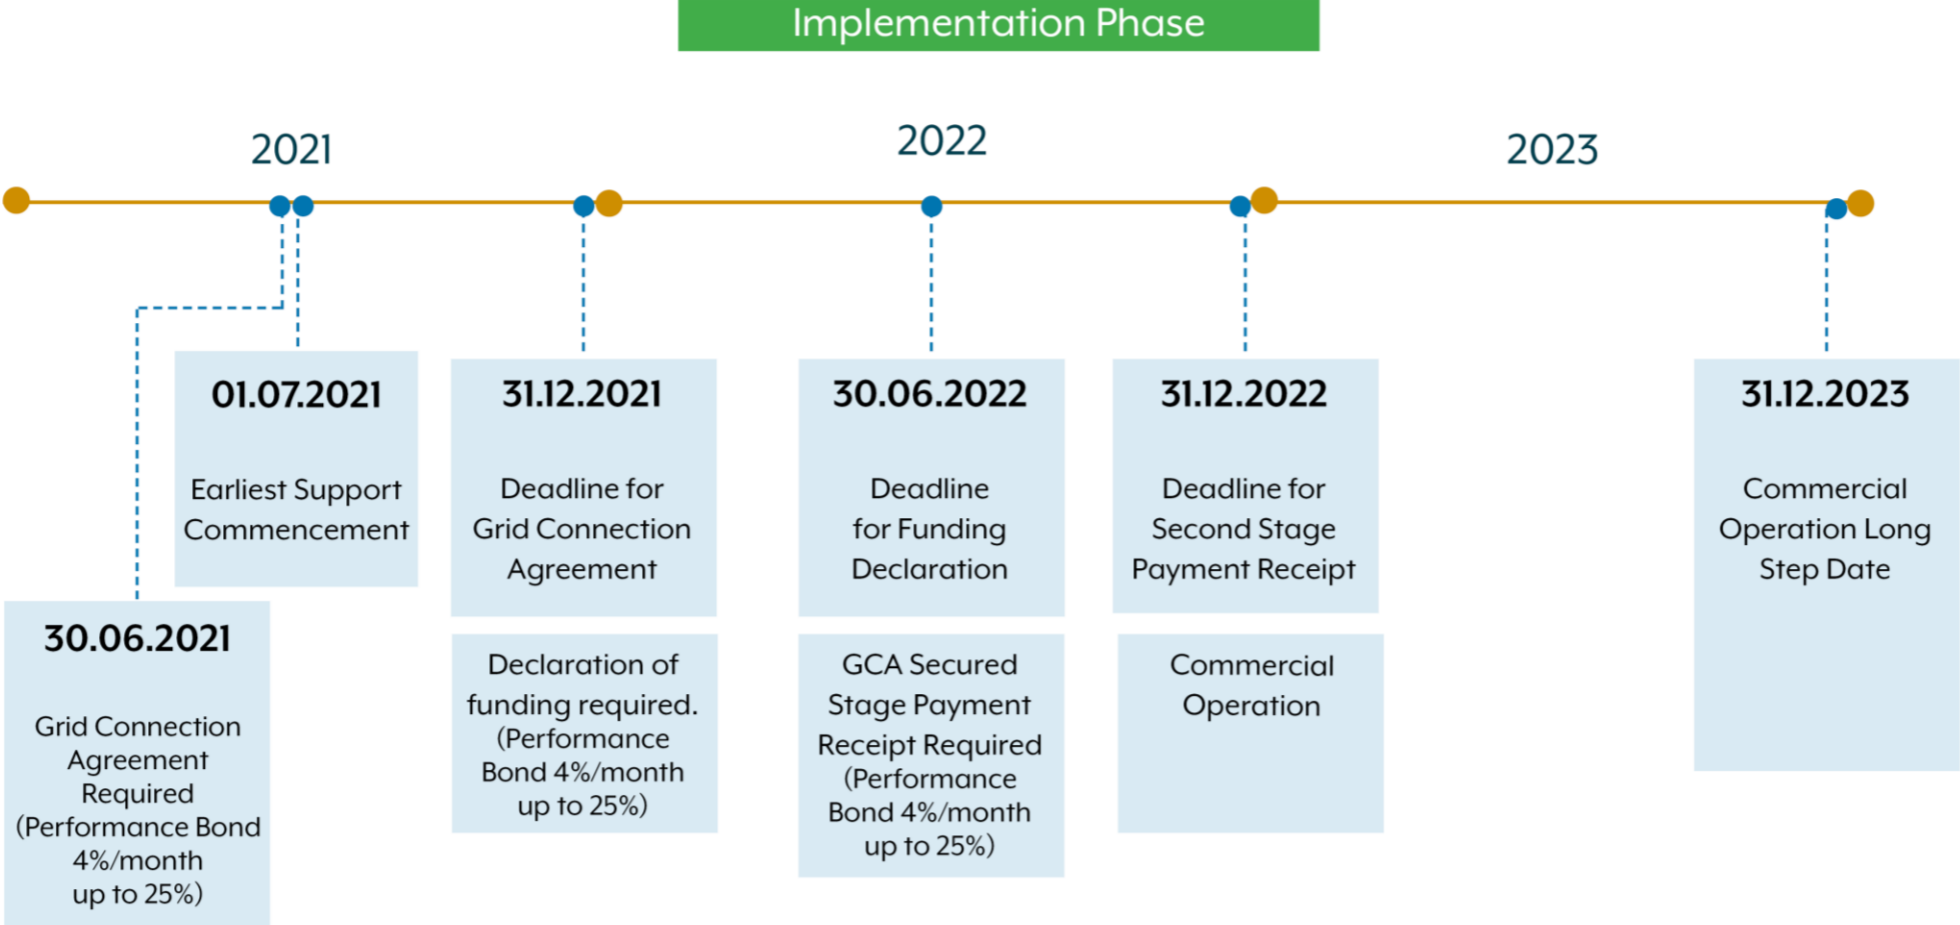 Implementation Phase
2021
2022
2023
30.06.2021
Grid Connection
Agreement
Required
(Performance Bond
4%/month
up to 25%)
01.07.2021
Earliest Support
Commencement
31.12.2021
Deadline for
Grid Connection
Agreement
Declaration of
funding required.
(Performance
Bond 4%/month
up to 25%)
30.06.2022
Deadline
for Funding
Declaration
GCA Secured
Stage Payment
Receipt Required
(Performance
Bond 4%/month
up to 25%)
31.12.2022
Deadline for
Second Stage
Payment Receipt
Commercial
Operation
31.12.2023
Commercial
Operation Long
Step Date